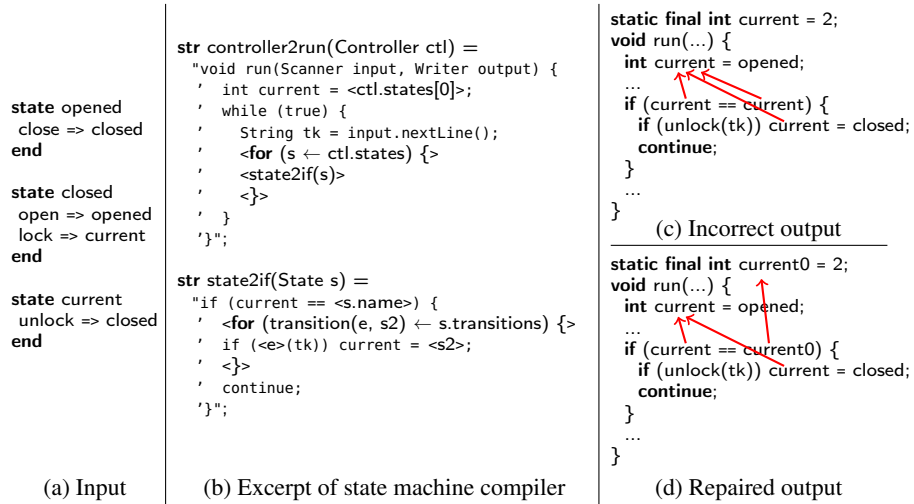 state opened
close => closed
end
state closed
open => opened
lock => current
end
state current
unlock => closed
end
(a) Input
str controller2run(Controller ctl) =
"void run(Scanner input, Writer output) {
'   int current = <ctl.states[0]>;
'   while (true) {
'     String tk = input.nextLine();
'     <for (s ← ctl.states) {>
'     <state2if(s)>
'     <}>
'   }
'}";
str state2if(State s) =
"if (current == <s.name>) {
'   <for (transition(e, s2) ← s.transitions) {>
'   if (<e>(tk)) current = <s2>;
'   <}>
'   continue;
'}";
(b) Excerpt of state machine compiler
static final int current = 2;
void run(...) {
int current = opened;
...
if (current == current) {
if (unlock(tk)) current = closed;
continue;
}
...
}
(c) Incorrect output
static final int current0 = 2;
void run(...) {
int current = opened;
...
if (current == current0) {
if (unlock(tk)) current = closed;
continue;
}
...
}
(d) Repaired output